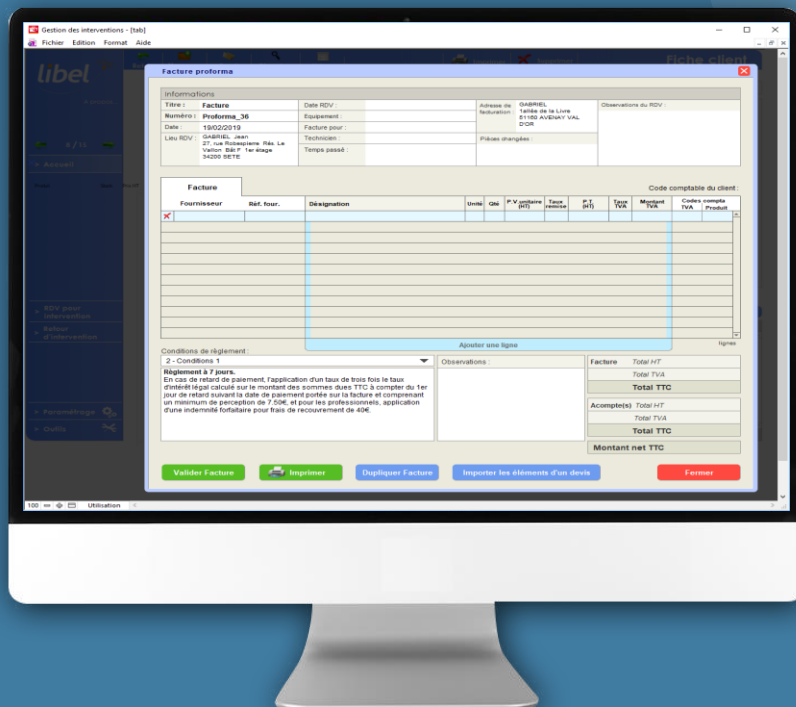 Gestion des interventions - [tab]
Fichier Edition Format Aide
libel
Fiche client
Facture proforma
Informations
Titre : Facture
Numéro : Proforma_36
Date : 19/02/2019
Lieu RDV : GABRIEL Jean
27, rue Robespierre Rés. Le
Vallon Bât F 1er étage
34200 SETE
Date RDV :
Equipement :
Facture pour :
Technicien :
Temps passé :
Adresse de facturation :
GABRIEL
1allée de la Livre
51160 AVENAY VAL
D'OR
Pièces changées :
Observations du RDV :
Facture
Code comptable du client :
Fournisseur Réf. four. Désignation Unité Qté P.V.unitaire (HT) Taux remise P.T. (HT) Taux TVA Montant TVA Codes compta TVA Produit
Ajouter une ligne
lignes
Conditions de règlement :
2 - Conditions 1
Règlement à 7 jours.
En cas de retard de paiement, l'application d'un taux de trois fois le taux
d'intérêt légal calculé sur le montant des sommes dues TTC à compter du 1er
jour de retard suivant la date de paiement portée sur la facture et comprenant
un minimum de perception de 7,50€, et pour les professionnels, application
d'une indemnité forfaitaire pour frais de recouvrement de 40€.
Observations :
Facture Total HT
Total TVA
Total TTC
Acompte(s) Total HT
Total TVA
Total TTC
Montant net TTC
Valider Facture
Imprimer
Dupliquer Facture
Importer les éléments d'un devis
Fermer
Accueil
RDV pour
intervention
Retour
d'intervention
Paramétrage
Outils
100
Utilisation